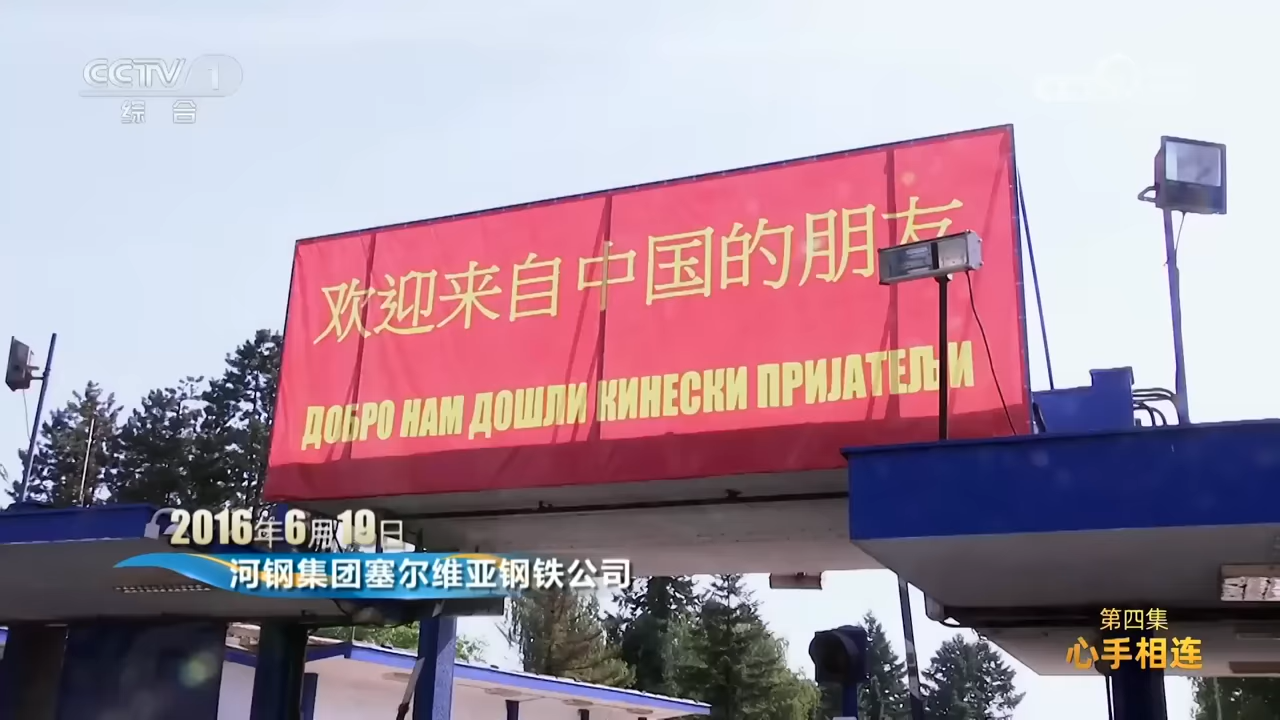 CCTV 1
综合
欢迎来自中国的朋友
ДОБРО НАМ ДОШЛИ КИНЕСКИ ПРИЈАТЕЉИ
2016年6月19日
河钢集团塞尔维亚钢铁公司
第四集
心手相连